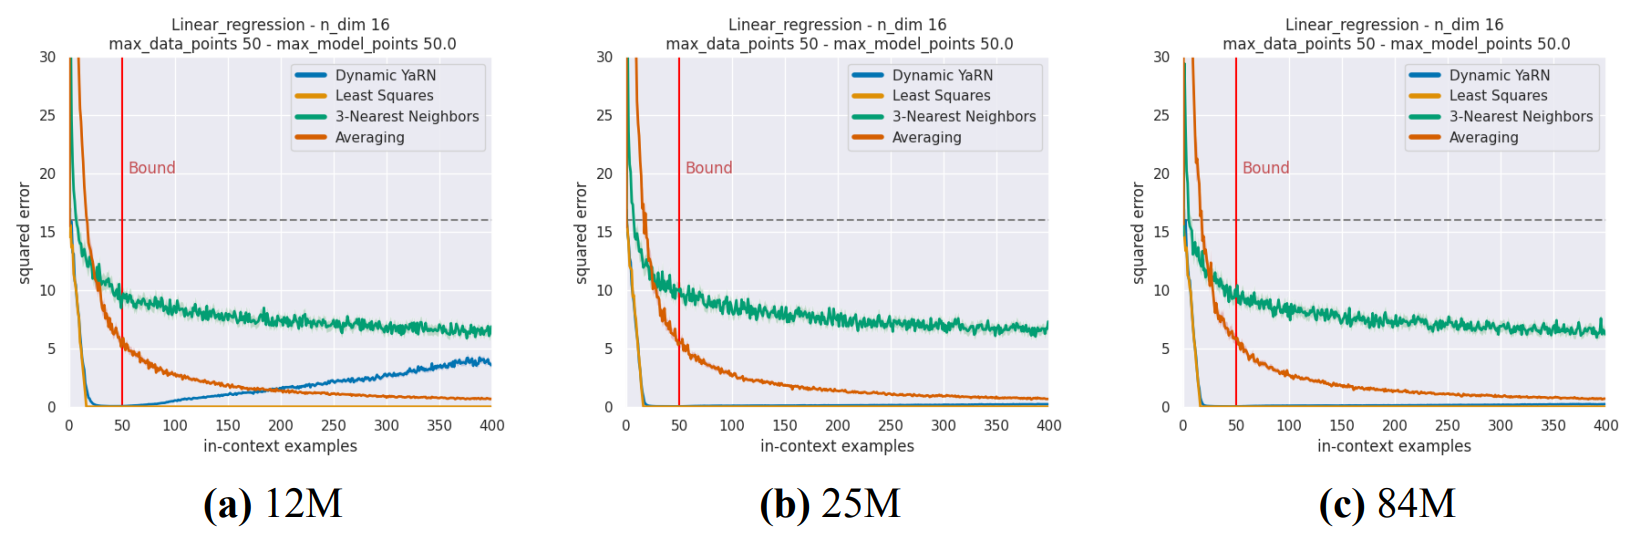 Linear_regression - n_dim 16
max_data_points 50 - max_model_points 50.0
30
25
20
15
10
5
0
squared error
Dynamic YaRN
Least Squares
3-Nearest Neighbors
Averaging
Bound
0 50 100 150 200 250 300 350 400
in-context examples
(a) 12M
Linear_regression - n_dim 16
max_data_points 50 - max_model_points 50.0
30
25
20
15
10
5
0
squared error
Dynamic YaRN
Least Squares
3-Nearest Neighbors
Averaging
Bound
0 50 100 150 200 250 300 350 400
in-context examples
(b) 25M
Linear_regression - n_dim 16
max_data_points 50 - max_model_points 50.0
30
25
20
15
10
5
0
squared error
Dynamic YaRN
Least Squares
3-Nearest Neighbors
Averaging
Bound
0 50 100 150 200 250 300 350 400
in-context examples
(c) 84M